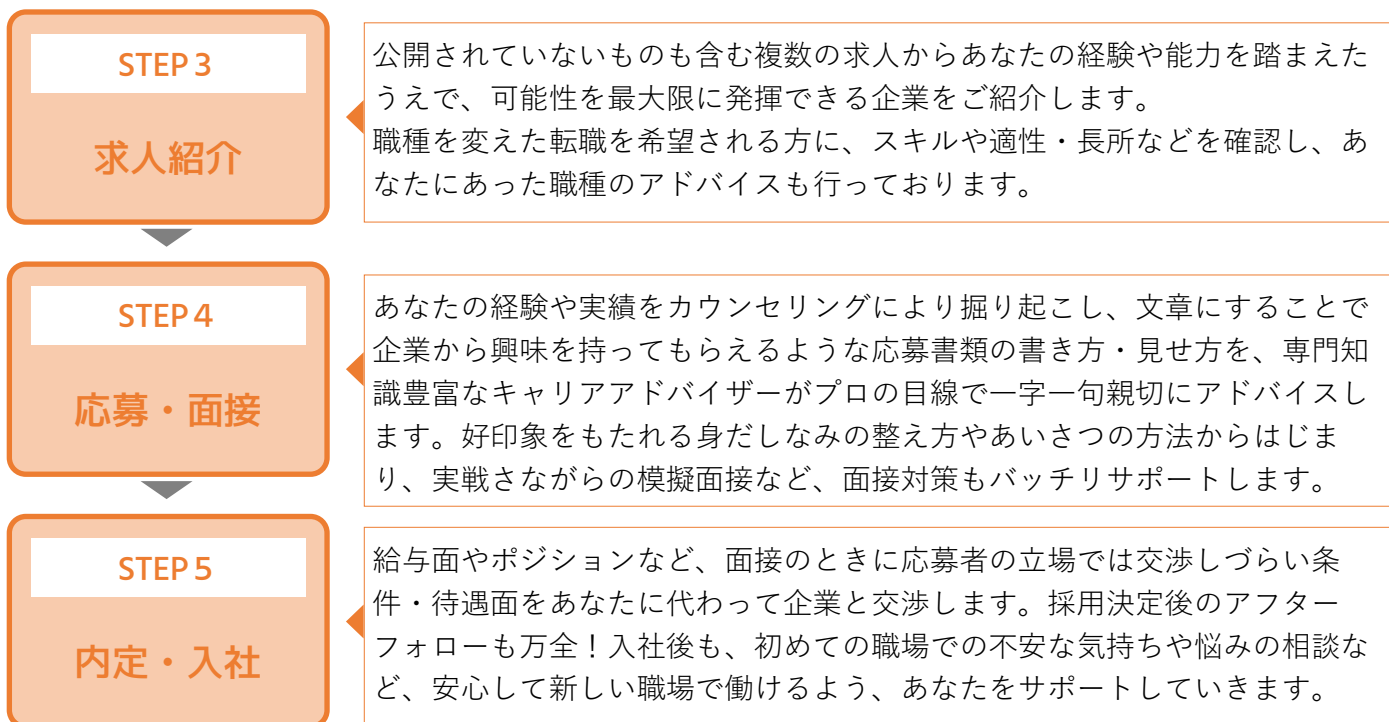 STEP 3
求人紹介
公開されていないものも含む複数の求人からあなたの経験や能力を踏まえた
うえで、可能性を最大限に発揮できる企業をご紹介します。
職種を変えた転職を希望される方に、スキルや適性・長所などを確認し、あ
なたにあった職種のアドバイスも行っております。
STEP 4
応募・面接
あなたの経験や実績をカウンセリングにより掘り起こし、文章にすることで
企業から興味を持ってもらえるような応募書類の書き方・見せ方を、専門知
識豊富なキャリアアドバイザーがプロの目線で一字一句親切にアドバイスし
ます。好印象をもたれる身だしなみの整え方やあいさつの方法からはじま
り、実戦さながらの模擬面接など、面接対策もバッチリサポートします。
STEP 5
内定・入社
給与面やポジションなど、面接のときに応募者の立場では交渉しづらい条
件・待遇面をあなたに代わって企業と交渉します。採用決定後のアフター
フォローも万全！入社後も、初めての職場での不安な気持ちや悩みの相談な
ど、安心して新しい職場で働けるよう、あなたをサポートしていきます。